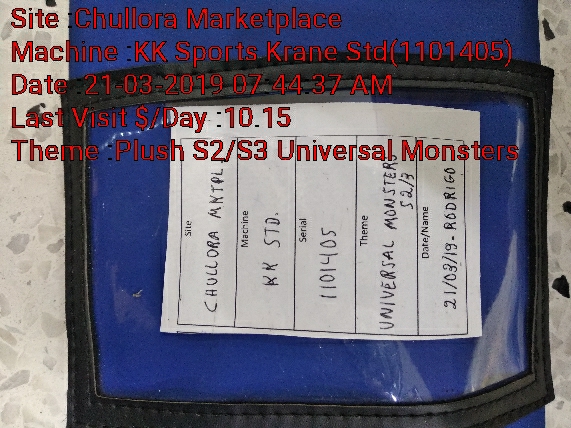 Site :Chullora Marketplace
Machine :KK Sports Krane Std(1101405)
Date :21-03-2019 07:44:37 AM
Last Visit $/Day :10.15
Theme :Plush S2/S3 Universal Monsters
Site
CHULLORA MKTPL
Machine
KK STD.
Serial
1101405
Theme
UNIVERSAL MONSTERS
S2/3
Date/Name
21/03/19- RODRIGO